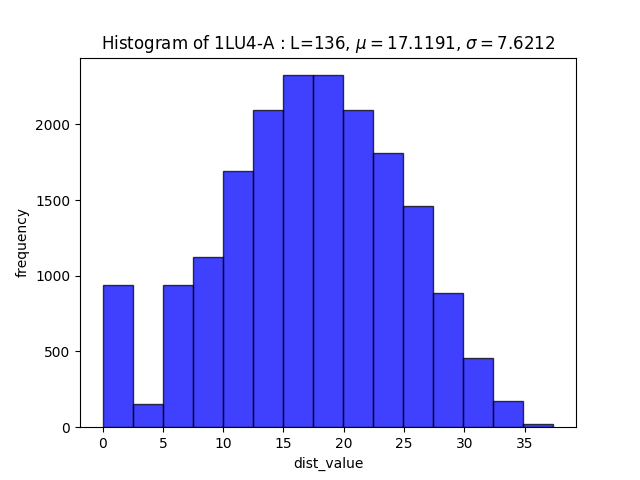 Histogram of 1LU4-A : L=136, μ = 17.1191, σ = 7.6212
frequency
2000
1500
1000
500
0
0 5 10 15 20 25 30 35
dist_value